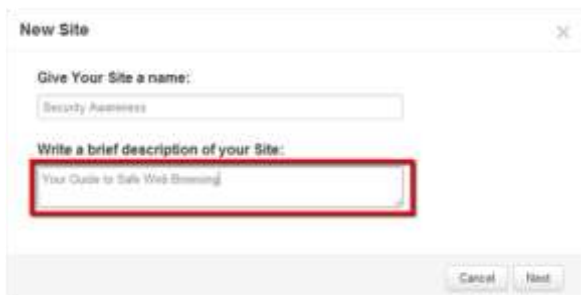 New Site
Give Your Site a name:
Security Awareness
Write a brief description of your Site:
Your Guide to Safe Web Browsing
Cancel Next